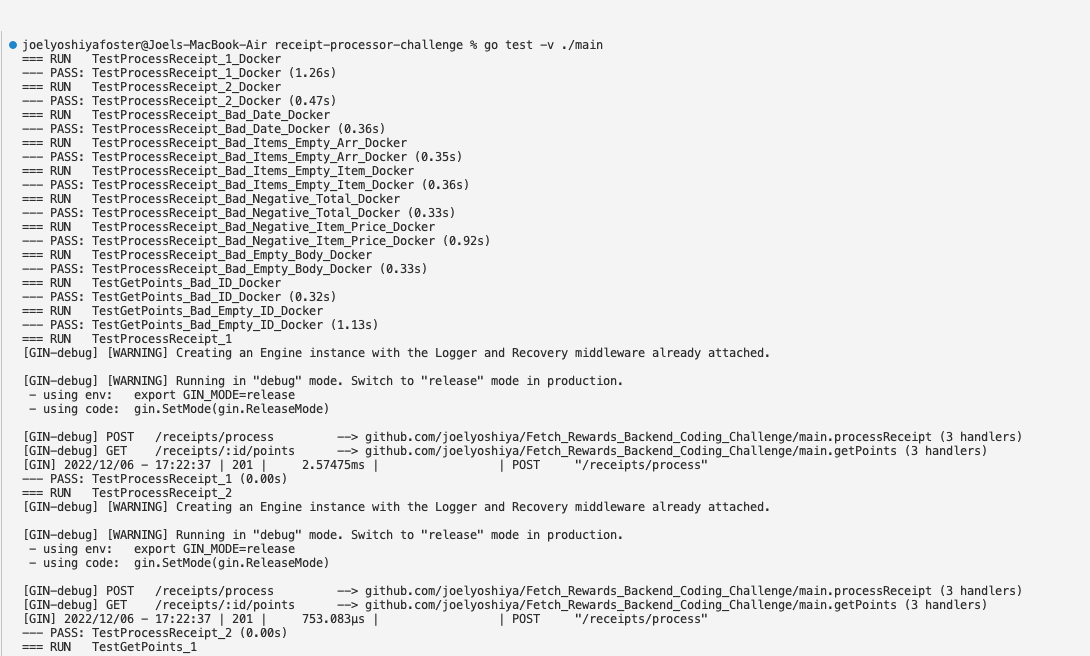 joelyoshiyafoster@Joels-MacBook-Air receipt-processor-challenge % go test -v ./main
=== RUN   TestProcessReceipt_1_Docker
--- PASS: TestProcessReceipt_1_Docker (1.26s)
=== RUN   TestProcessReceipt_2_Docker
--- PASS: TestProcessReceipt_2_Docker (0.47s)
=== RUN   TestProcessReceipt_Bad_Date_Docker
--- PASS: TestProcessReceipt_Bad_Date_Docker (0.36s)
=== RUN   TestProcessReceipt_Bad_Items_Empty_Arr_Docker
--- PASS: TestProcessReceipt_Bad_Items_Empty_Arr_Docker (0.35s)
=== RUN   TestProcessReceipt_Bad_Items_Empty_Item_Docker
--- PASS: TestProcessReceipt_Bad_Items_Empty_Item_Docker (0.36s)
=== RUN   TestProcessReceipt_Bad_Negative_Total_Docker
--- PASS: TestProcessReceipt_Bad_Negative_Total_Docker (0.33s)
=== RUN   TestProcessReceipt_Bad_Negative_Item_Price_Docker
--- PASS: TestProcessReceipt_Bad_Negative_Item_Price_Docker (0.92s)
=== RUN   TestProcessReceipt_Bad_Empty_Body_Docker
--- PASS: TestProcessReceipt_Bad_Empty_Body_Docker (0.33s)
=== RUN   TestGetPoints_Bad_ID_Docker
--- PASS: TestGetPoints_Bad_ID_Docker (0.32s)
=== RUN   TestGetPoints_Bad_Empty_ID_Docker
--- PASS: TestGetPoints_Bad_Empty_ID_Docker (1.13s)
=== RUN   TestProcessReceipt_1
[GIN-debug] [WARNING] Creating an Engine instance with the Logger and Recovery middleware already attached.
[GIN-debug] [WARNING] Running in "debug" mode. Switch to "release" mode in production.
 - using env:   export GIN_MODE=release
 - using code:  gin.SetMode(gin.ReleaseMode)
[GIN-debug] POST   /receipts/process         --> github.com/joelyoshiya/Fetch_Rewards_Backend_Coding_Challenge/main.processReceipt (3 handlers)
[GIN-debug] GET    /receipts/:id/points      --> github.com/joelyoshiya/Fetch_Rewards_Backend_Coding_Challenge/main.getPoints (3 handlers)
[GIN] 2022/12/06 - 17:22:37 | 201 |     2.57475ms |                 | POST     "/receipts/process"
--- PASS: TestProcessReceipt_1 (0.00s)
=== RUN   TestProcessReceipt_2
[GIN-debug] [WARNING] Creating an Engine instance with the Logger and Recovery middleware already attached.
[GIN-debug] [WARNING] Running in "debug" mode. Switch to "release" mode in production.
 - using env:   export GIN_MODE=release
 - using code:  gin.SetMode(gin.ReleaseMode)
[GIN-debug] POST   /receipts/process         --> github.com/joelyoshiya/Fetch_Rewards_Backend_Coding_Challenge/main.processReceipt (3 handlers)
[GIN-debug] GET    /receipts/:id/points      --> github.com/joelyoshiya/Fetch_Rewards_Backend_Coding_Challenge/main.getPoints (3 handlers)
[GIN] 2022/12/06 - 17:22:37 | 201 |     753.083µs |                 | POST     "/receipts/process"
--- PASS: TestProcessReceipt_2 (0.00s)
=== RUN   TestGetPoints_1